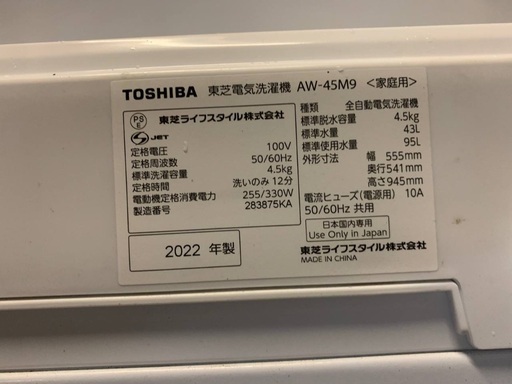 TOSHIBA 東芝電気洗濯機 AW-45M9 <家庭用>
PS E 東芝ライフスタイル株式会社
JET
定格電圧 100V
定格周波数 50/60Hz
標準洗濯容量 4.5kg
定格時間 洗いのみ 12分
電動機定格消費電力 255/330W
製造番号 283875KA
2022 年製
種類 全自動電気洗濯機
標準脱水容量 4.5kg
標準水量 43L
標準使用水量 95L
外形寸法 幅 555mm
奥行541mm
高さ945mm
電流ヒューズ(電源用) 10A
50/60Hz 共用
日本国内専用
Use Only in Japan
東芝ライフスタイル株式会社
MADE IN CHINA